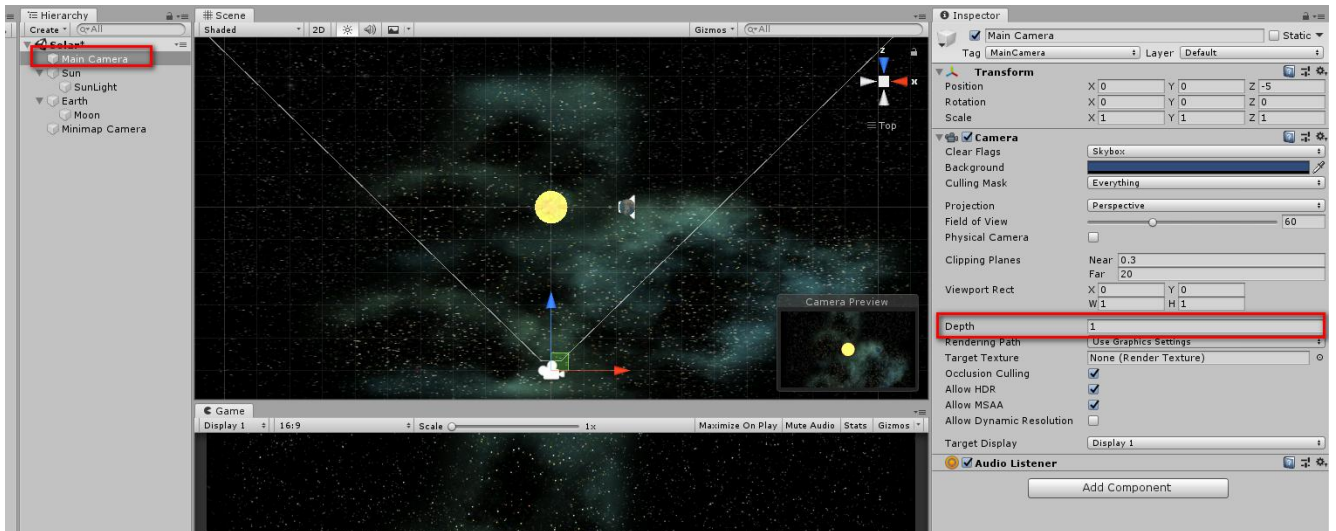 Hierarchy
Create
All
Solar*
Main Camera
Sun
SunLight
Earth
Moon
Minimap Camera
Scene
Shaded
2D
Gizmos
All
z
x
Top
Camera Preview
Game
Display 1
16:9
Scale
1x
Maximize On Play
Mute Audio
Stats
Gizmos
Inspector
Main Camera
Static
Tag MainCamera Layer Default
Transform
Position X 0 Y 0 Z -5
Rotation X 0 Y 0 Z 0
Scale X 1 Y 1 Z 1
Camera
Clear Flags Skybox
Background
Culling Mask Everything
Projection Perspective
Field of View 60
Physical Camera
Clipping Planes Near 0.3
Far 20
Viewport Rect X 0 Y 0
W 1 H 1
Depth 1
Rendering Path Use Graphics Settings
Target Texture None (Render Texture)
Occlusion Culling
Allow HDR
Allow MSAA
Allow Dynamic Resolution
Target Display Display 1
Audio Listener
Add Component